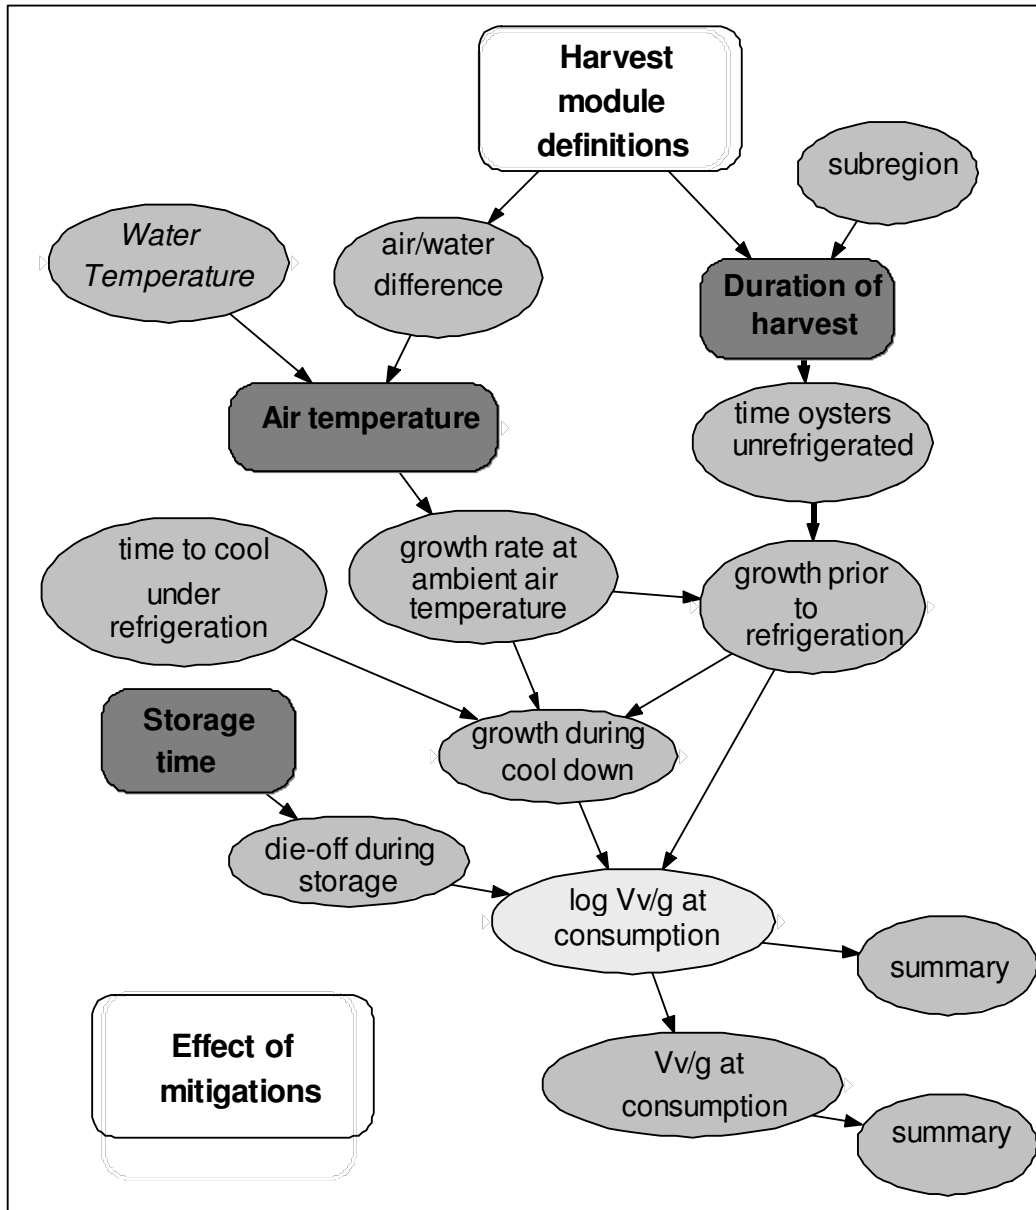 Harvest
module
definitions
subregion
Water
Temperature
air/water
difference
Duration of
harvest
Air temperature
time oysters
unrefrigerated
time to cool
under
refrigeration
growth rate at
ambient air
temperature
growth prior
to
refrigeration
Storage
time
growth during
cool down
die-off during
storage
log Vv/g at
consumption
summary
Effect of
mitigations
Vv/g at
consumption
summary